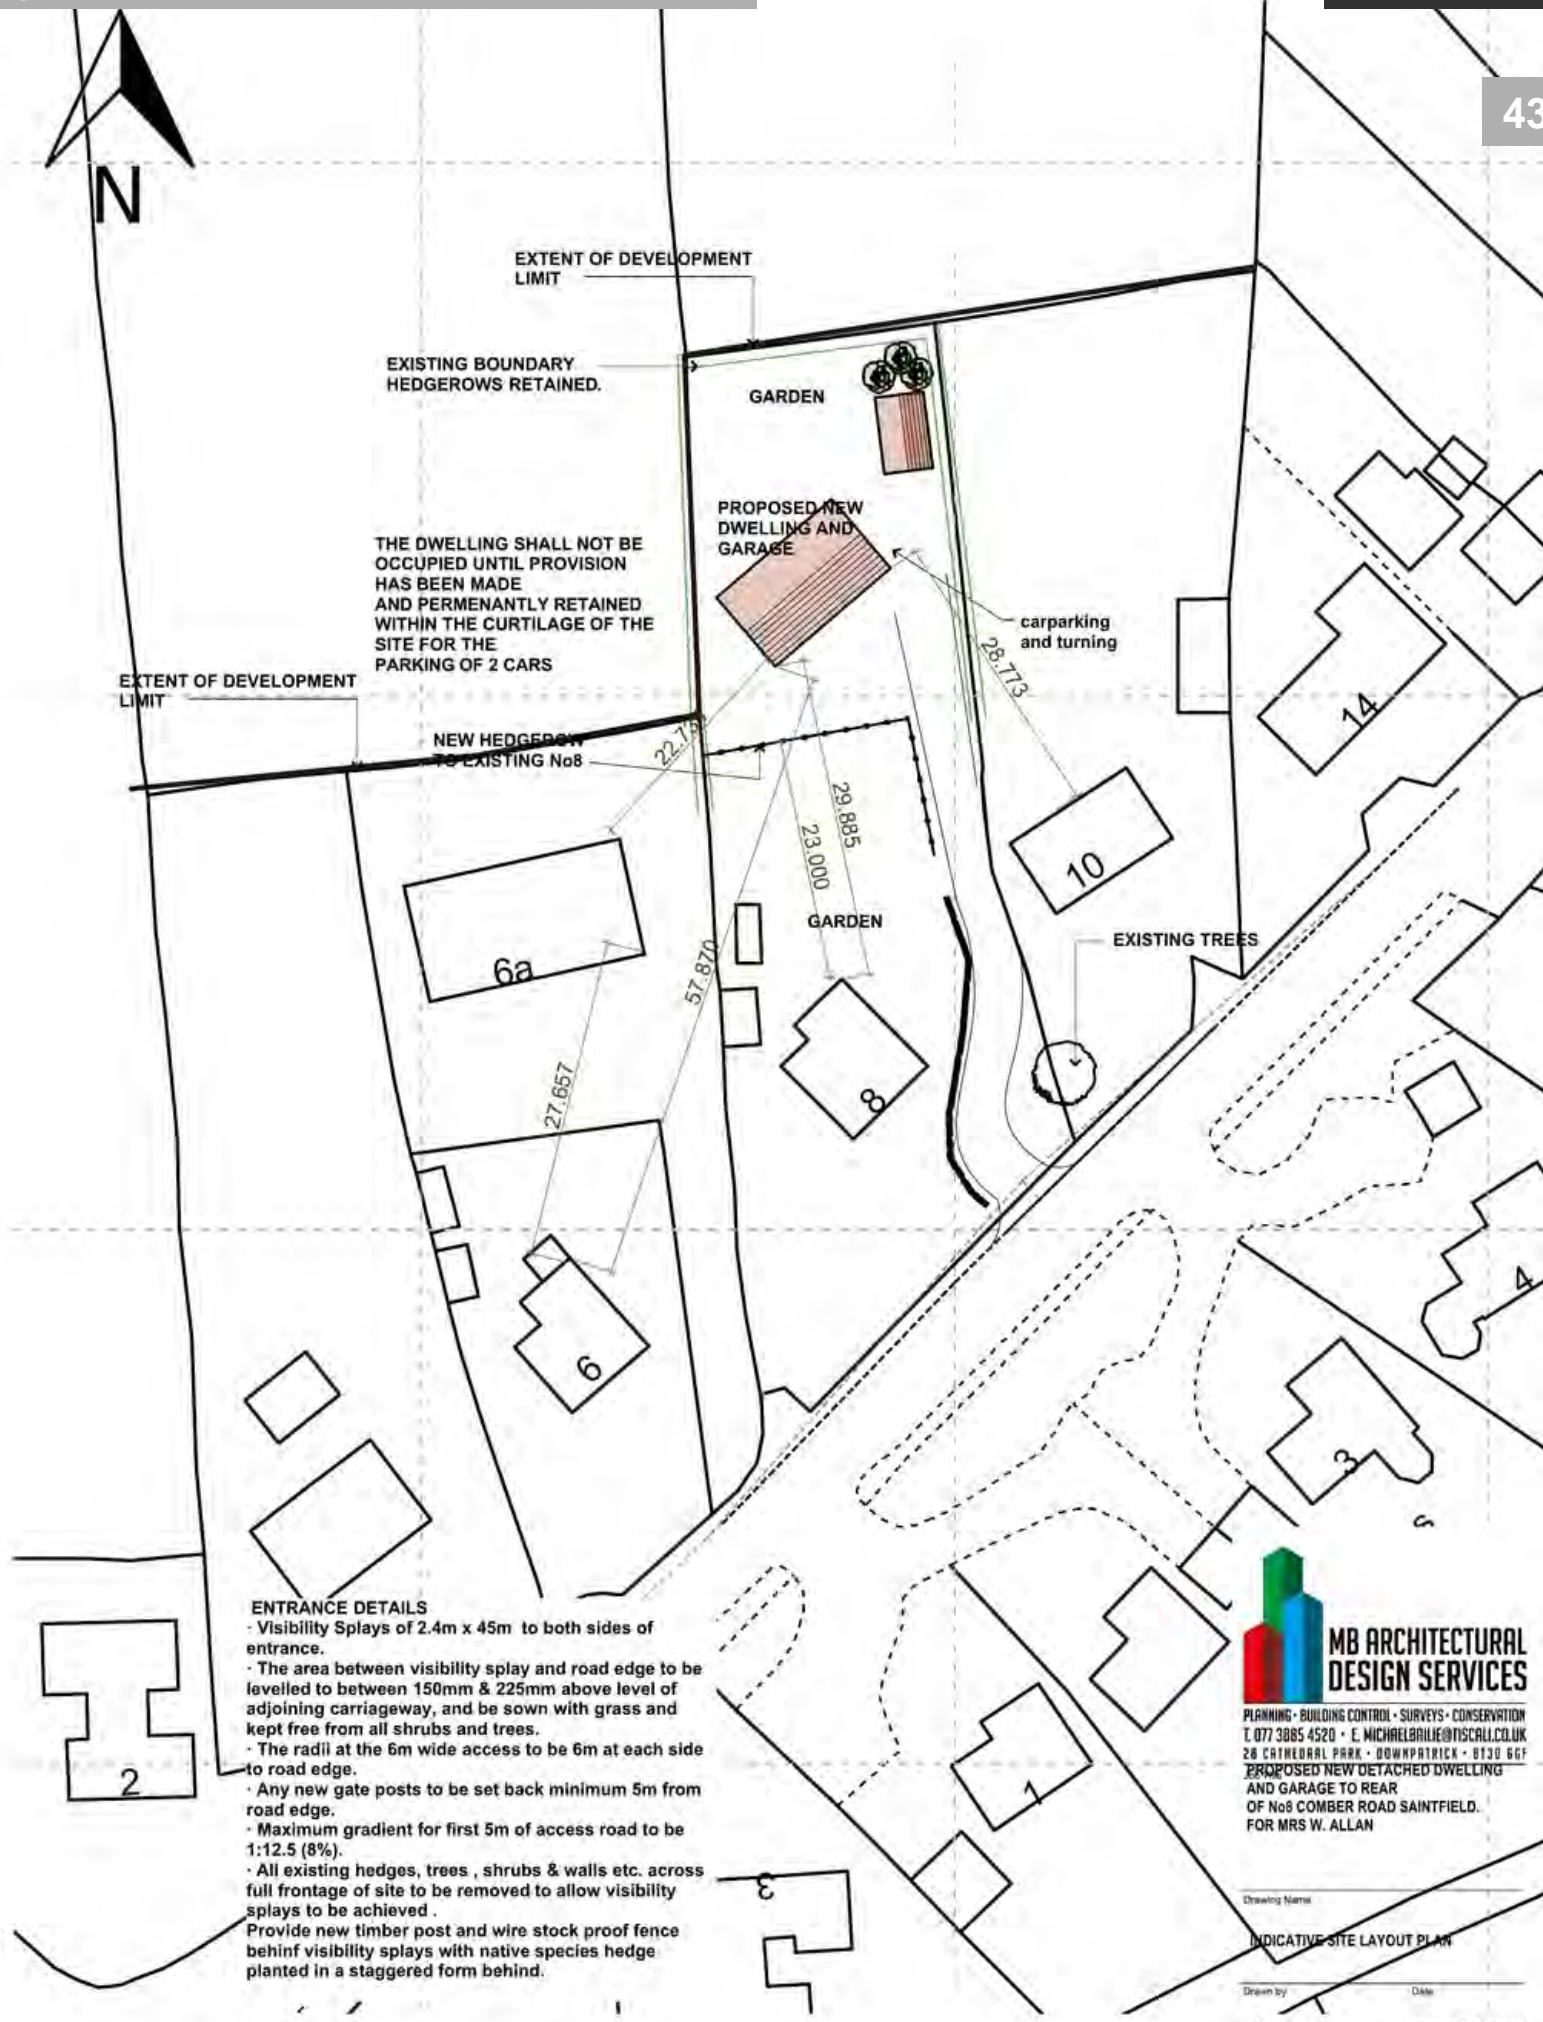 43
N
EXTENT OF DEVELOPMENT
LIMIT
EXISTING BOUNDARY
HEDGEROWS RETAINED.
GARDEN
PROPOSED NEW
DWELLING AND
GARAGE
THE DWELLING SHALL NOT BE
OCCUPIED UNTIL PROVISION
HAS BEEN MADE
AND PERMENANTLY RETAINED
WITHIN THE CURTILAGE OF THE
SITE FOR THE
PARKING OF 2 CARS
carparking
and turning
28.773
14
EXTENT OF DEVELOPMENT
LIMIT
NEW HEDGEROW
TO EXISTING No8
29.885
23.000
10
GARDEN
EXISTING TREES
6a
57.870
27.657
8
6
4
3
S
ENTRANCE DETAILS
· Visibility Splays of 2.4m x 45m to both sides of
entrance.
· The area between visibility splay and road edge to be
levelled to between 150mm & 225mm above level of
adjoining carriageway, and be sown with grass and
kept free from all shrubs and trees.
· The radii at the 6m wide access to be 6m at each side
to road edge.
· Any new gate posts to be set back minimum 5m from
road edge.
· Maximum gradient for first 5m of access road to be
1:12.5 (8%).
· All existing hedges, trees , shrubs & walls etc. across
full frontage of site to be removed to allow visibility
splays to be achieved .
Provide new timber post and wire stock proof fence
behinf visibility splays with native species hedge
planted in a staggered form behind.
2
1
3
MB ARCHITECTURAL
DESIGN SERVICES
PLANNING · BUILDING CONTROL · SURVEYS · CONSERVATION
T. 077 3885 4520 · E. MICHAELBAILIE@TISCALI.CO.UK
28 CATHEDRAL PARK · DOWNPATRICK · BT30 6GF
PROPOSED NEW DETACHED DWELLING
AND GARAGE TO REAR
OF No8 COMBER ROAD SAINTFIELD.
FOR MRS W. ALLAN
Drawing Name
INDICATIVE SITE LAYOUT PLAN
Drawn by Date